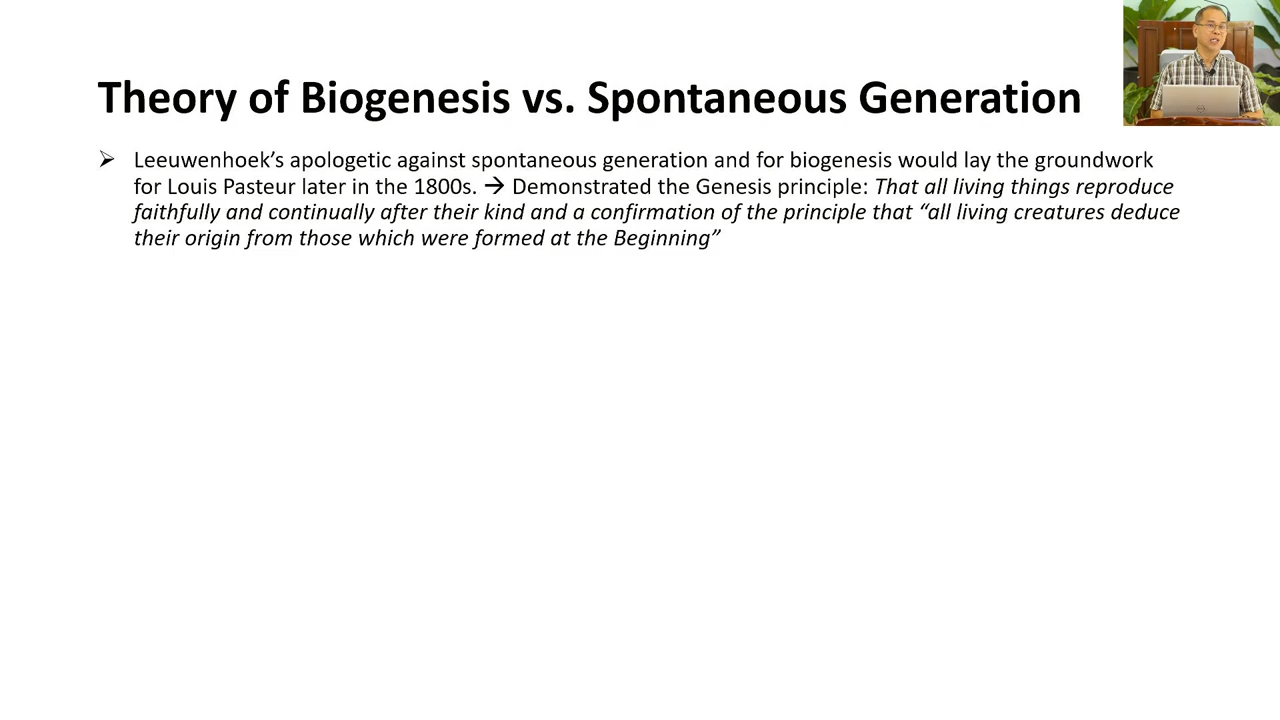 Theory of Biogenesis vs. Spontaneous Generation
➢ Leeuwenhoek’s apologetic against spontaneous generation and for biogenesis would lay the groundwork
for Louis Pasteur later in the 1800s. → Demonstrated the Genesis principle: That all living things reproduce
faithfully and continually after their kind and a confirmation of the principle that “all living creatures deduce
their origin from those which were formed at the Beginning”